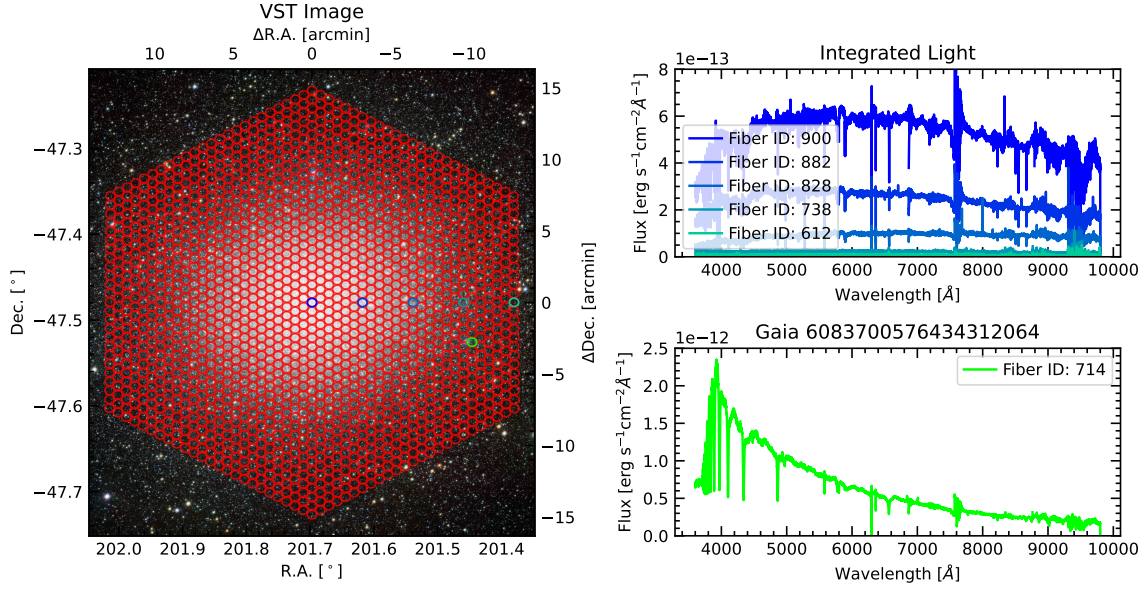 VST Image
ΔR.A. [arcmin]
10 5 0 −5 −10
−47.3
−47.4
−47.5
−47.6
−47.7
Dec. [°]
15
10
5
0
−5
−10
−15
ΔDec. [arcmin]
202.0 201.9 201.8 201.7 201.6 201.5 201.4
R.A. [°]
Integrated Light
1e−13
8
6
4
2
0
Flux [erg s⁻¹cm⁻²Å⁻¹]
Fiber ID: 900
Fiber ID: 882
Fiber ID: 828
Fiber ID: 738
Fiber ID: 612
4000 5000 6000 7000 8000 9000 10000
Wavelength [Å]
Gaia 6083700576434312064
1e−12
2.5
2.0
1.5
1.0
0.5
0.0
Flux [erg s⁻¹cm⁻²Å⁻¹]
Fiber ID: 714
4000 5000 6000 7000 8000 9000 10000
Wavelength [Å]